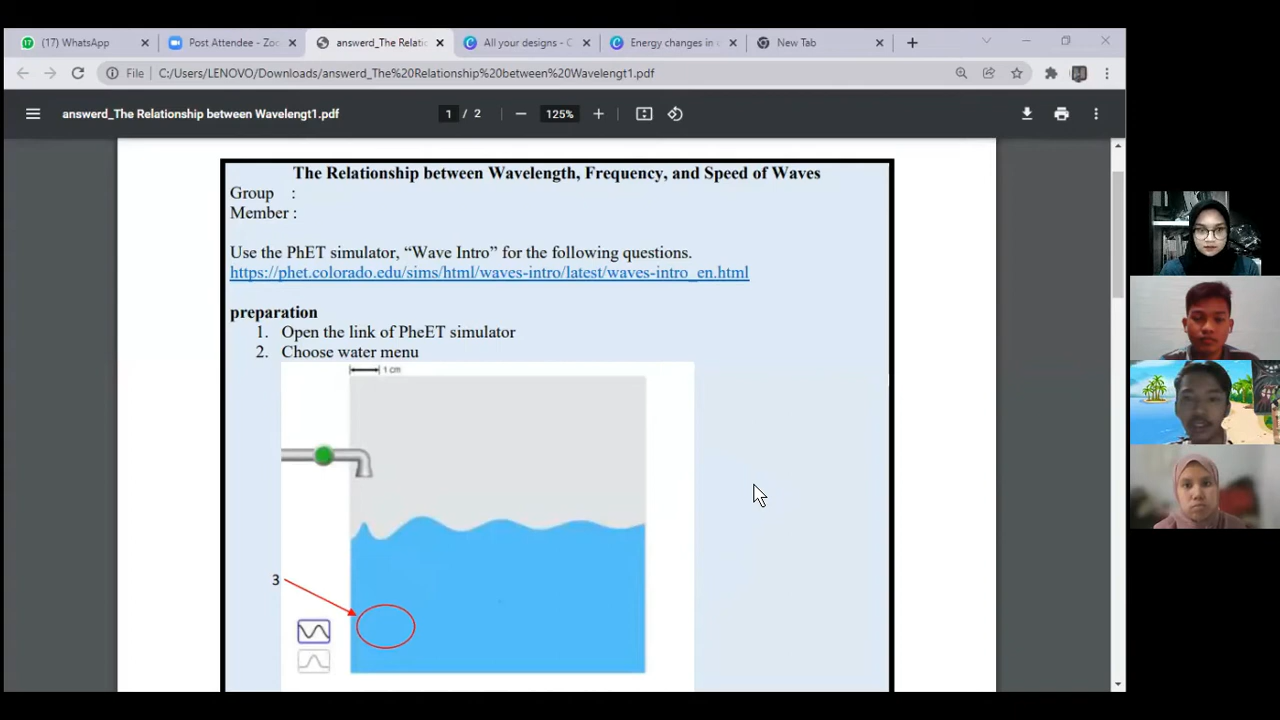 (17) WhatsApp
Post Attendee - Zoo
answerd_The Relatio
All your designs - C
Energy changes in c
New Tab
File
C:/Users/LENOVO/Downloads/answerd_The%20Relationship%20between%20Wavelengt1.pdf
answerd_The Relationship between Wavelengt1.pdf
1 / 2
125%
The Relationship between Wavelength, Frequency, and Speed of Waves
Group :
Member :
Use the PhET simulator, “Wave Intro” for the following questions.
https://phet.colorado.edu/sims/html/waves-intro/latest/waves-intro_en.html
preparation
1. Open the link of PheET simulator
2. Choose water menu
1 cm
3